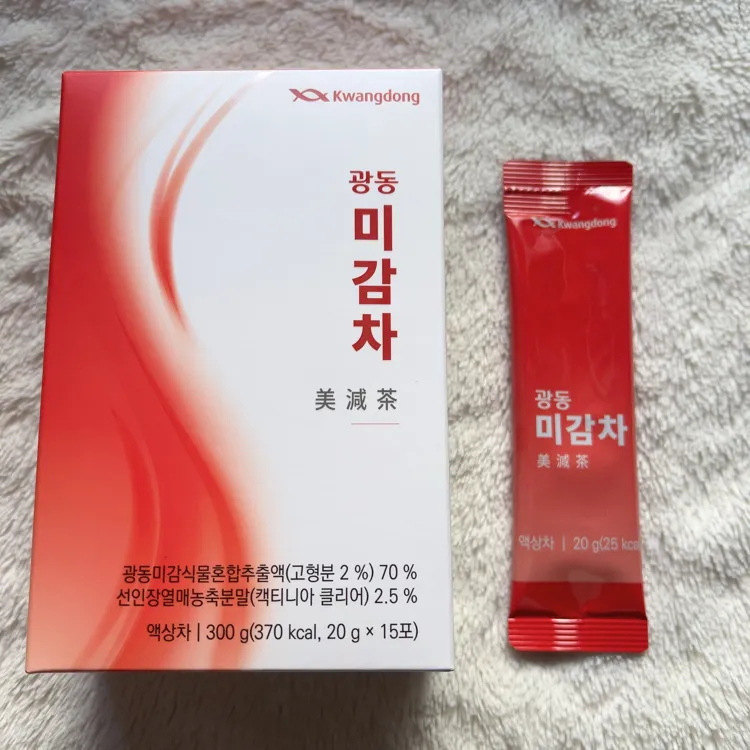 Kwangdong
광동
미감차
美減茶
광동미감식물혼합추출액(고형분 2 %) 70 %
선인장열매농축분말(캑티니아 클리어) 2.5 %
액상차 | 300 g(370 kcal, 20 g × 15포)
Kwangdong
광동
미감차
美減茶
액상차 | 20 g(25 kc